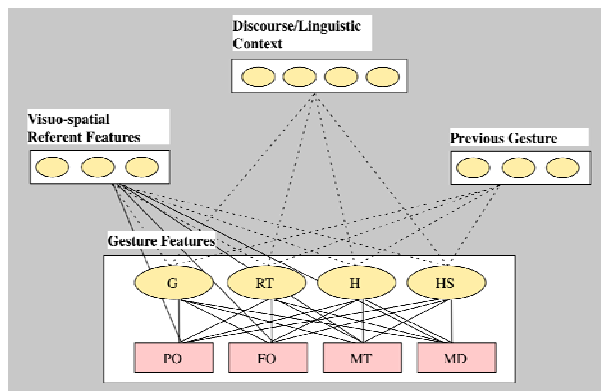 Discourse/Linguistic
Context
Visuo-spatial
Referent Features
Previous Gesture
Gesture Features
G RT H HS
PO FO MT MD